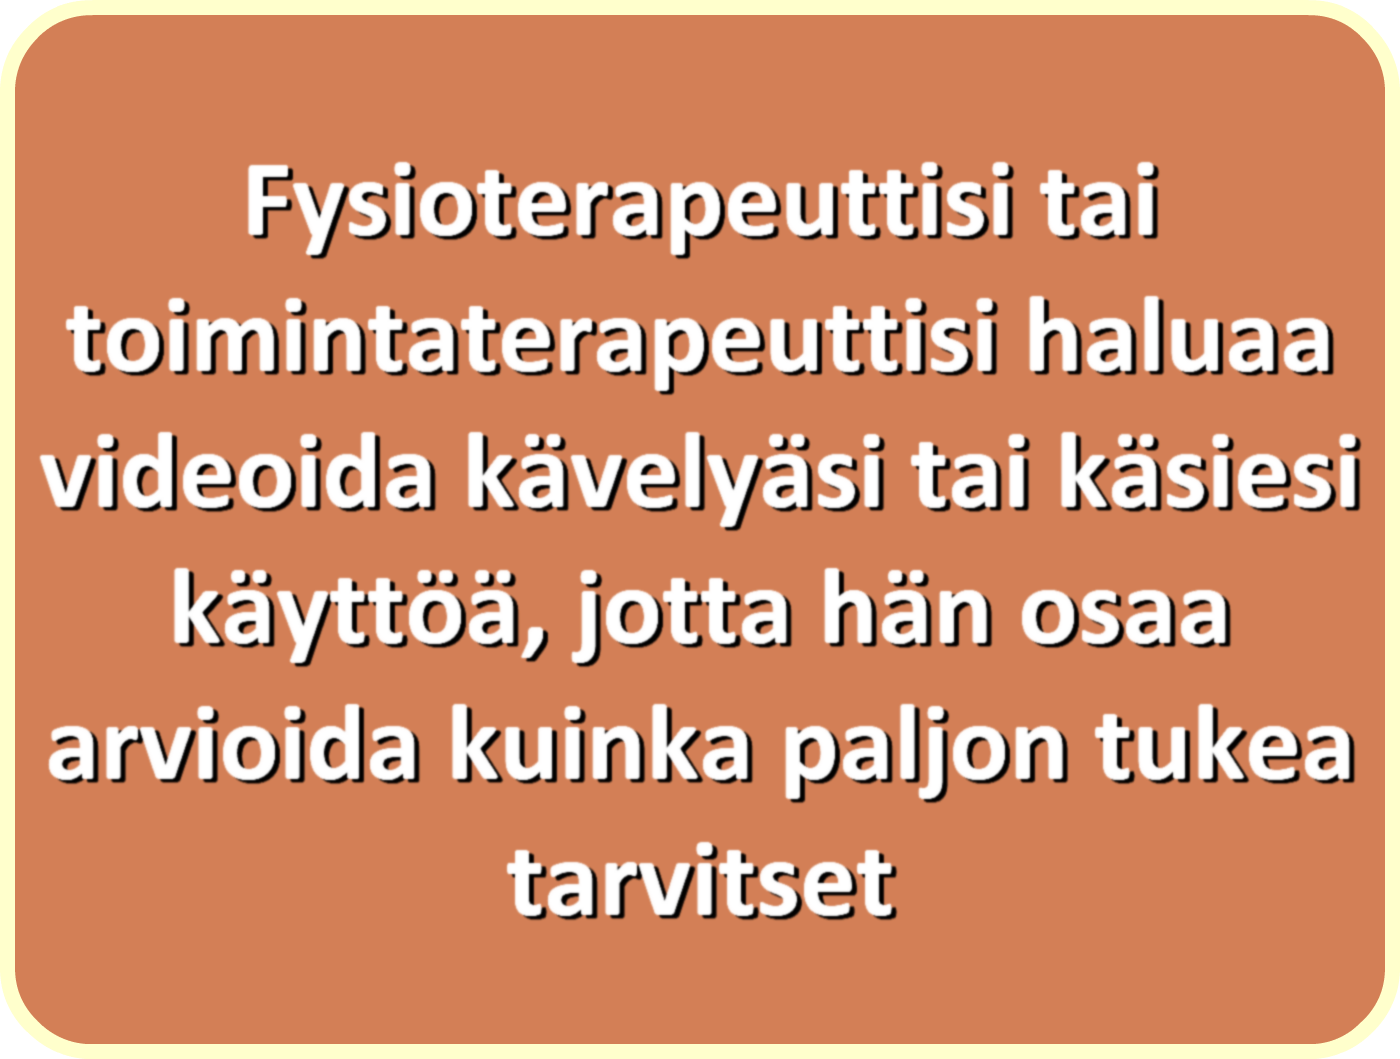 Fysioterapeuttisi tai
toimintaterapeuttisi haluaa
videoida kävelyäsi tai käsiesi
käyttöä, jotta hän osaa
arvioida kuinka paljon tukea
tarvitset